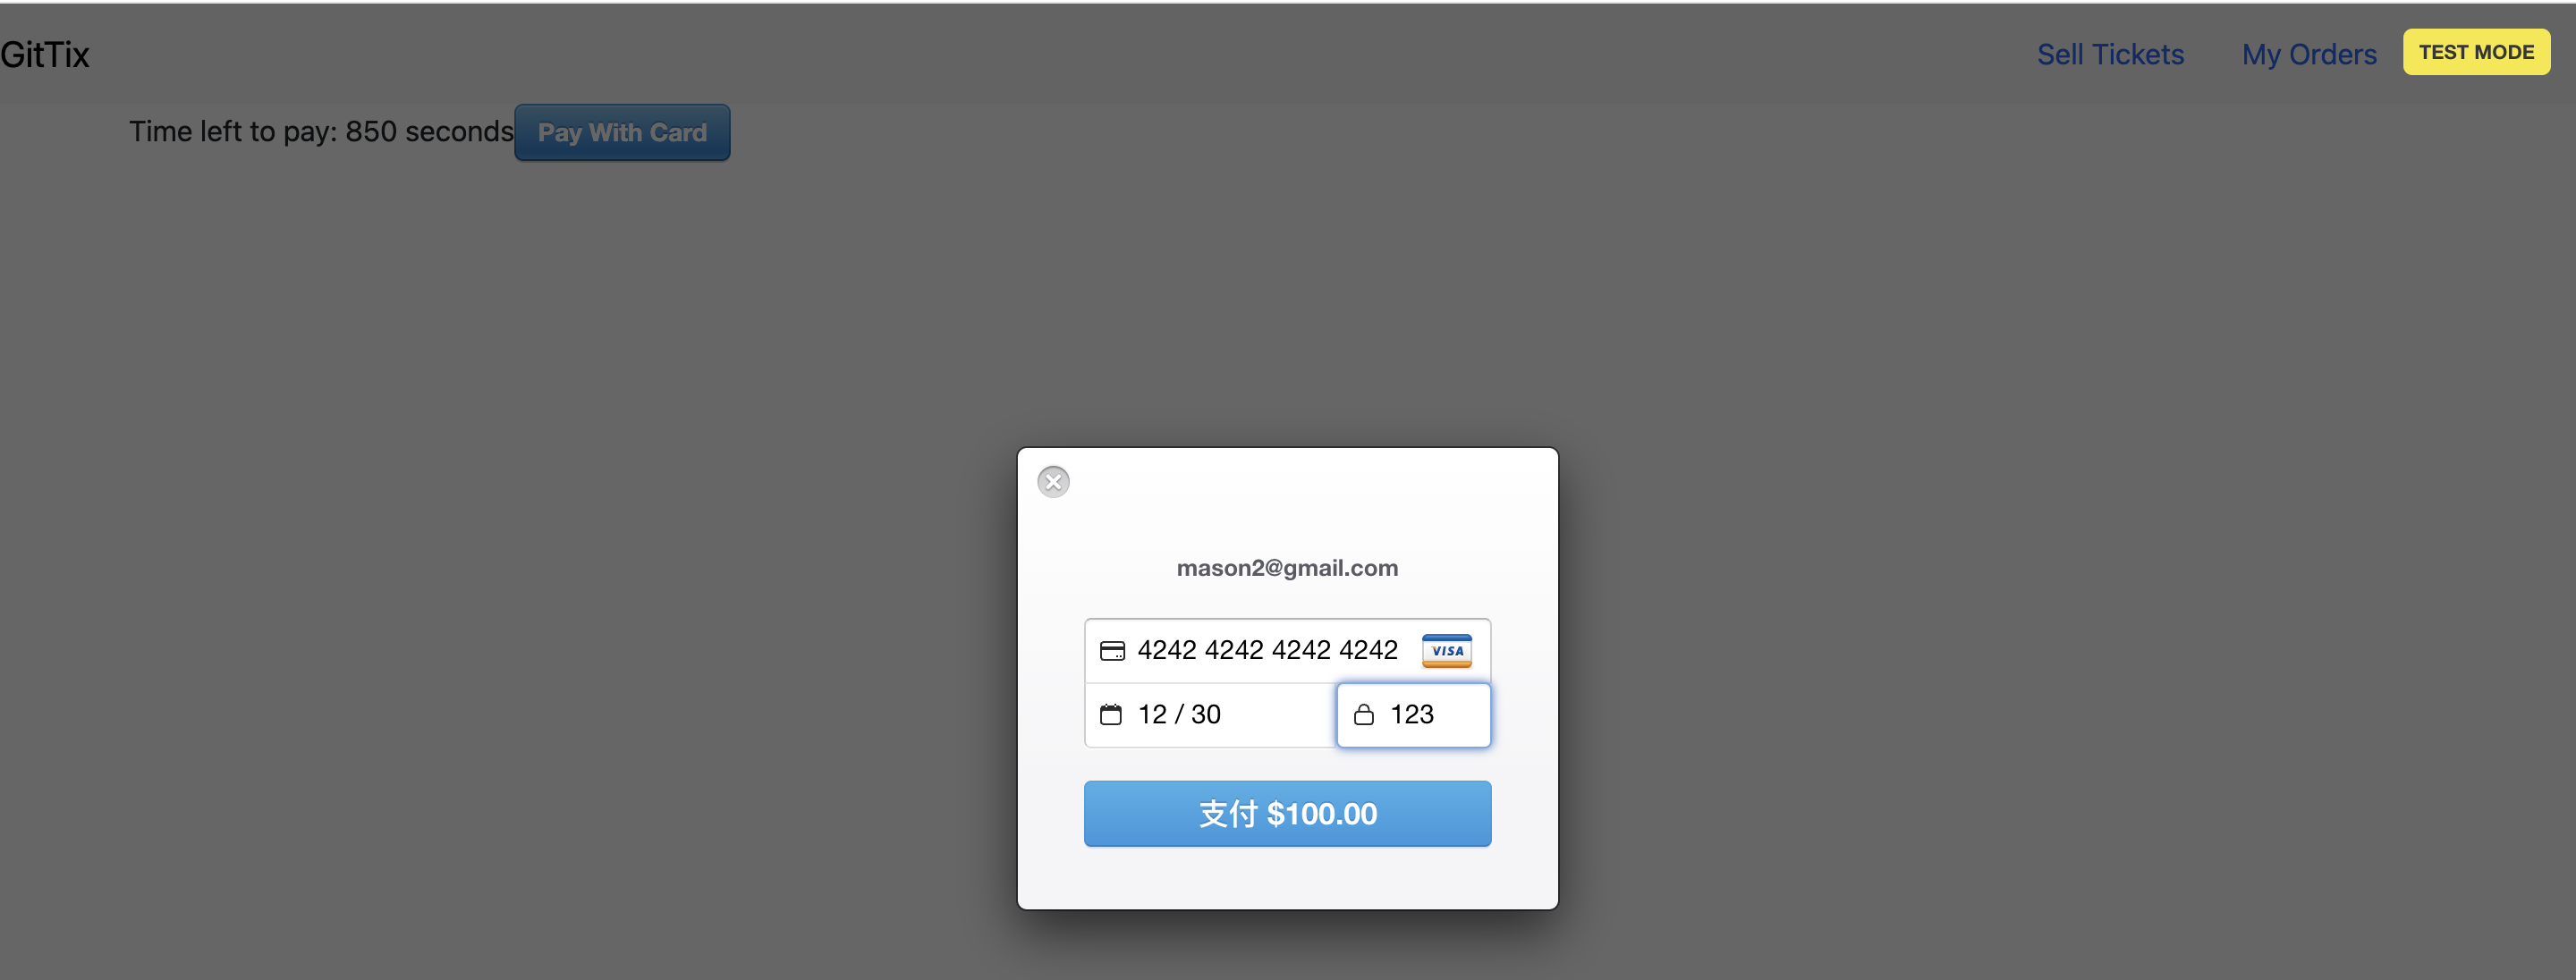 GitTix
Sell Tickets
My Orders
TEST MODE
Time left to pay: 850 seconds
Pay With Card
mason2@gmail.com
4242 4242 4242 4242
VISA
12 / 30
123
支付 $100.00